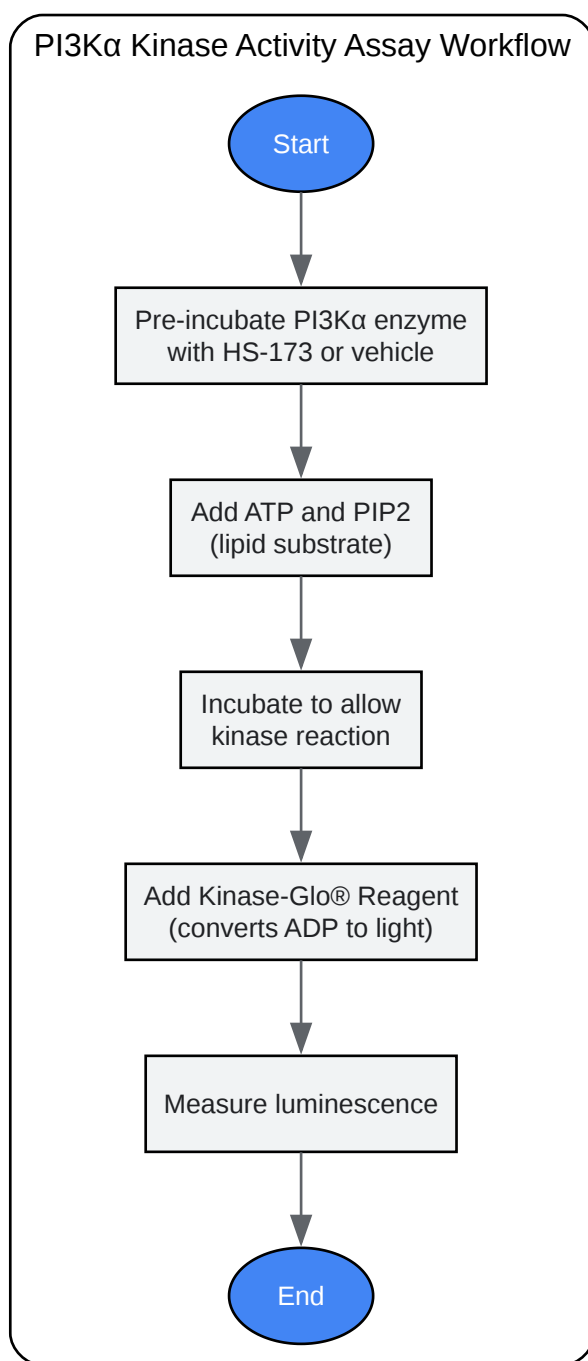 PI3Kα Kinase Activity Assay Workflow
Start
Pre-incubate PI3Kα enzyme
with HS-173 or vehicle
Add ATP and PIP2
(lipid substrate)
Incubate to allow
kinase reaction
Add Kinase-Glo® Reagent
(converts ADP to light)
Measure luminescence
End